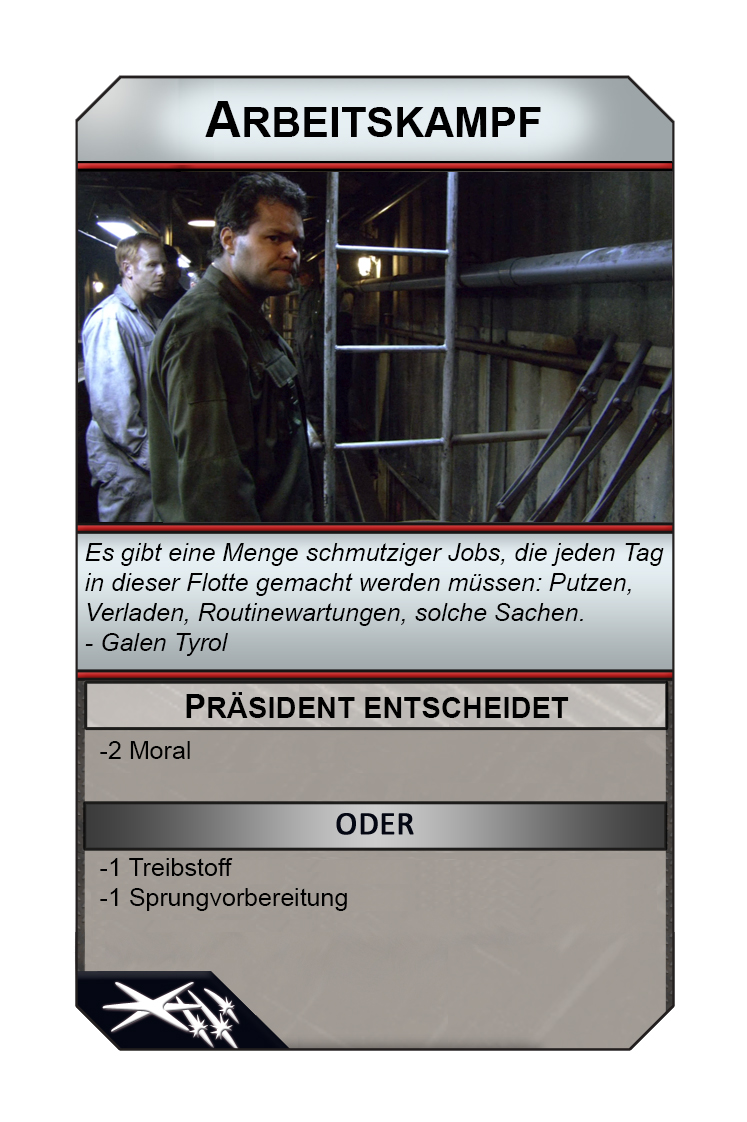 ARBEITSKAMPF
Es gibt eine Menge schmutziger Jobs, die jeden Tag
in dieser Flotte gemacht werden müssen: Putzen,
Verladen, Routinewartungen, solche Sachen.
- Galen Tyrol
PRÄSIDENT ENTSCHEIDET
-2 Moral
ODER
-1 Treibstoff
-1 Sprungvorbereitung